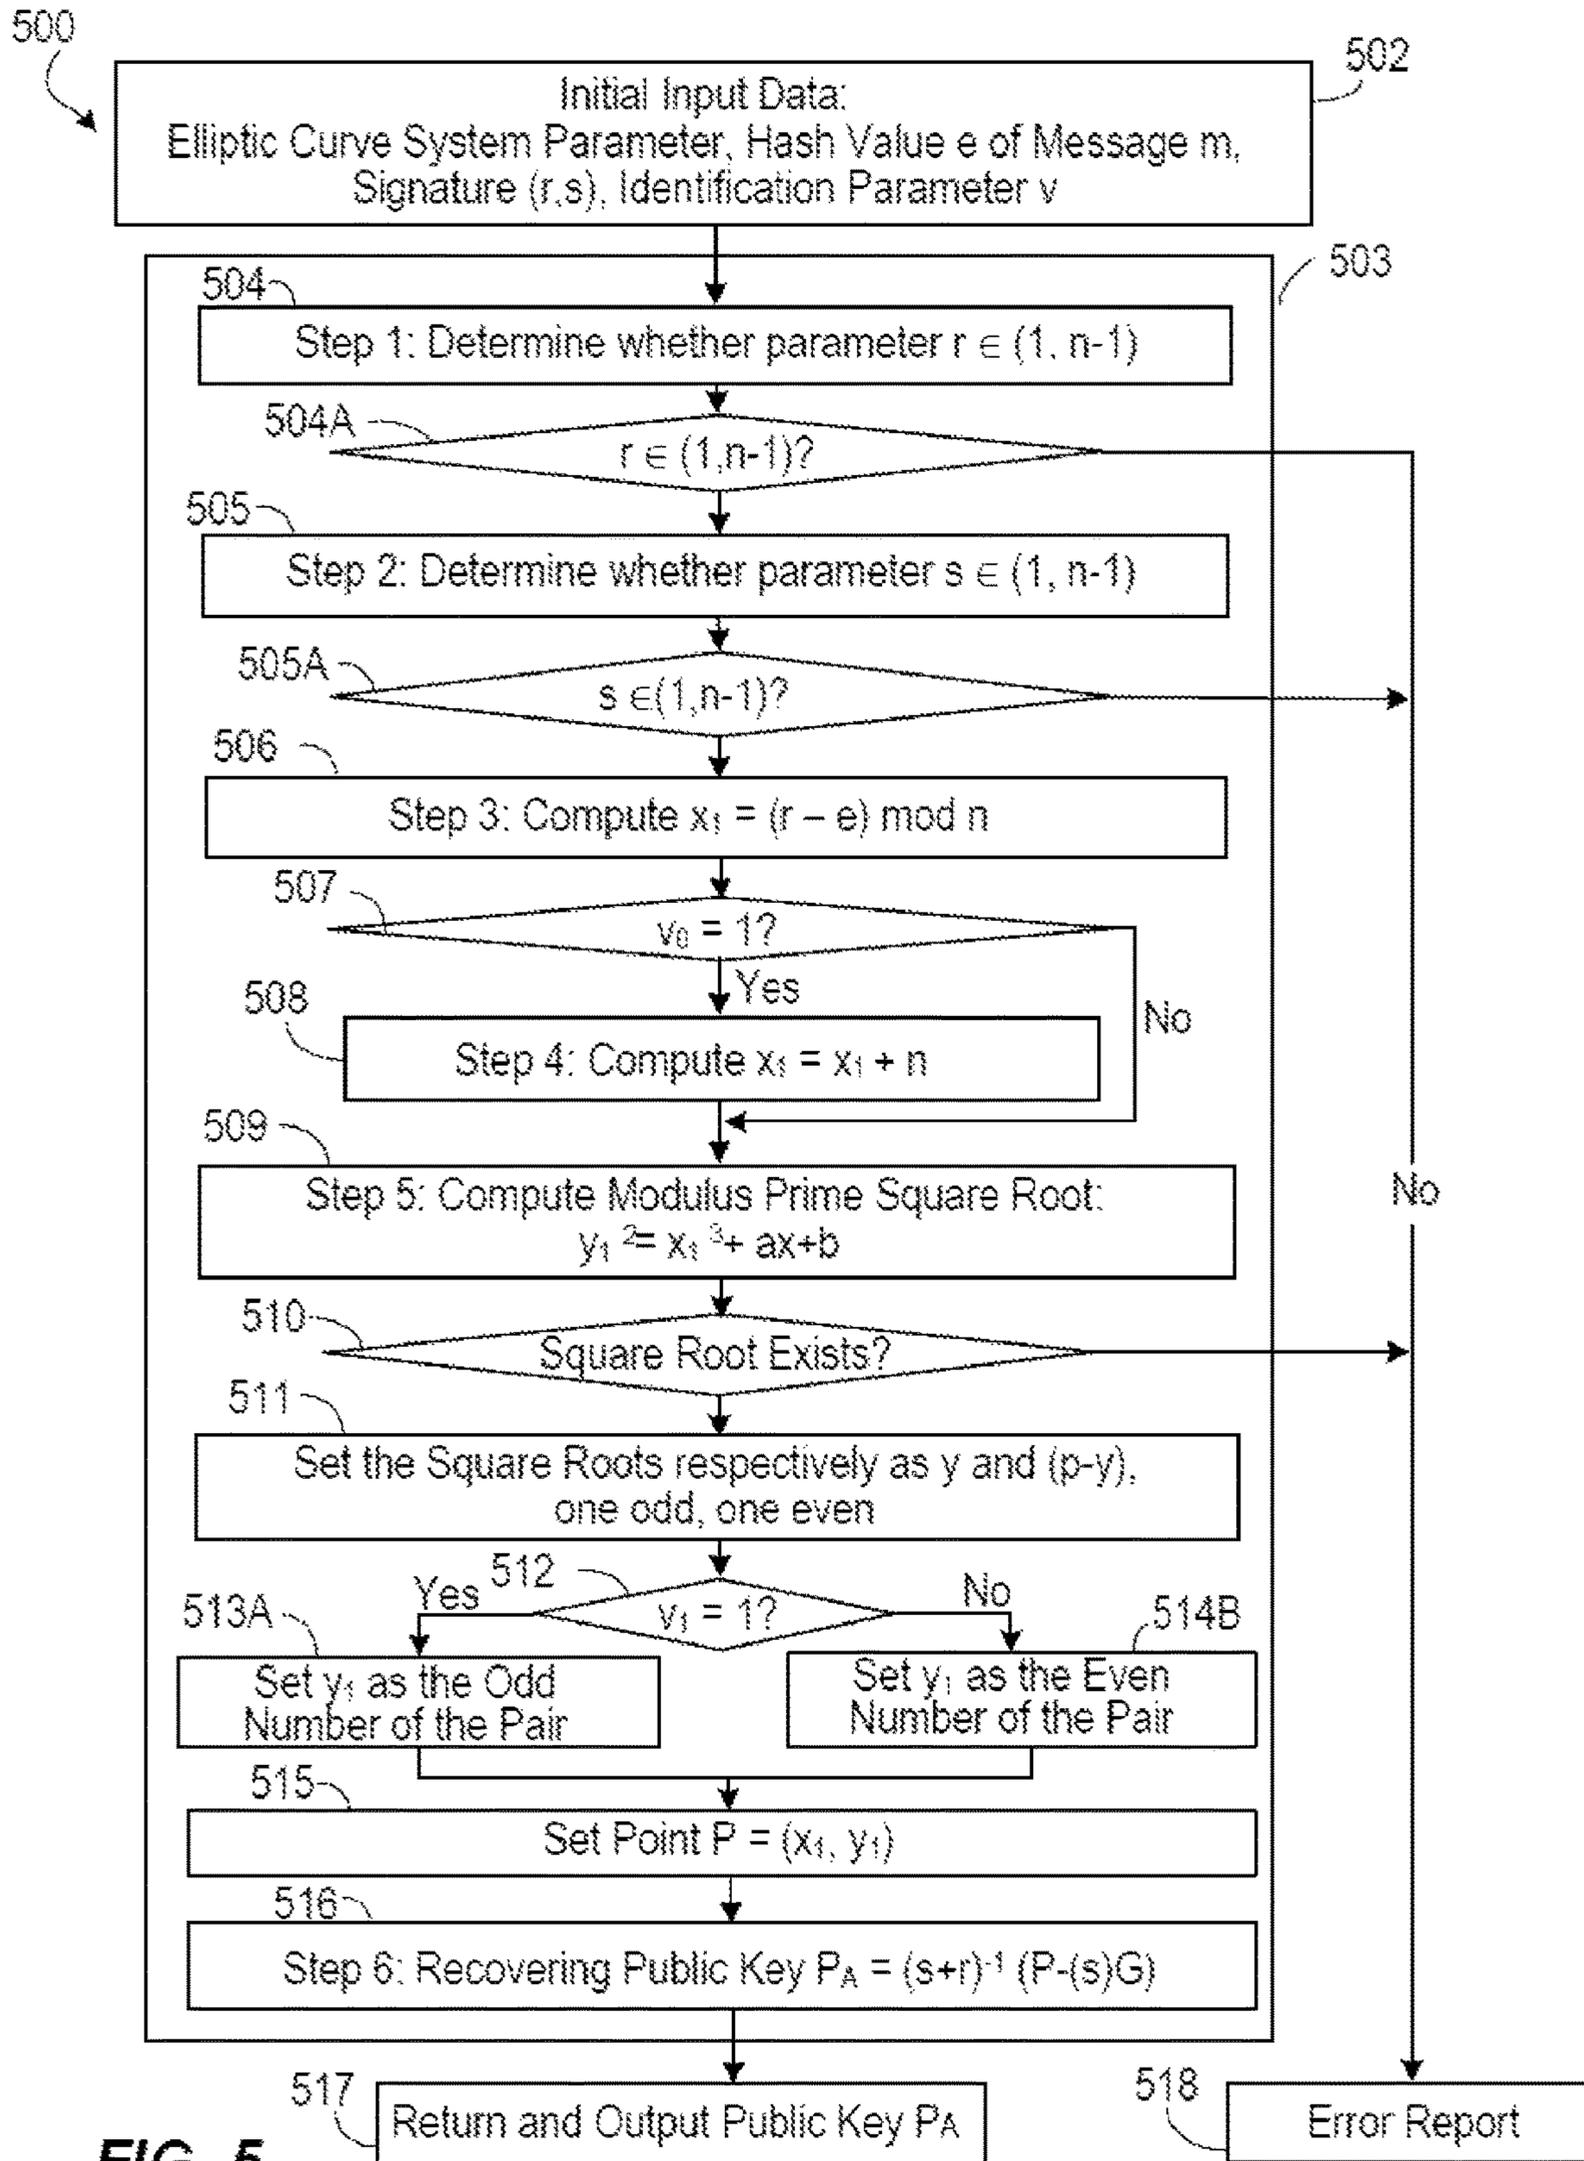 500
502
Initial Input Data:
Elliptic Curve System Parameter, Hash Value e of Message m,
Signature (r,s), Identification Parameter v
503
504
Step 1: Determine whether parameter r ∈ (1, n-1)
504A
r ∈ (1,n-1)?
505
Step 2: Determine whether parameter s ∈ (1, n-1)
505A
s ∈(1,n-1)?
506
Step 3: Compute x₁ = (r – e) mod n
507
v₀ = 1?
Yes
No
508
Step 4: Compute x₁ = x₁ + n
509
Step 5: Compute Modulus Prime Square Root:
y₁ ²= x₁ ³+ ax+b
No
510
Square Root Exists?
511
Set the Square Roots respectively as y and (p-y),
one odd, one even
512
v₁ = 1?
Yes
No
513A
Set y₁ as the Odd
Number of the Pair
514B
Set y₁ as the Even
Number of the Pair
515
Set Point P = (x₁, y₁)
516
Step 6: Recovering Public Key PA = (s+r)⁻¹ (P-(s)G)
517
Return and Output Public Key PA
518
Error Report
FIG. 5